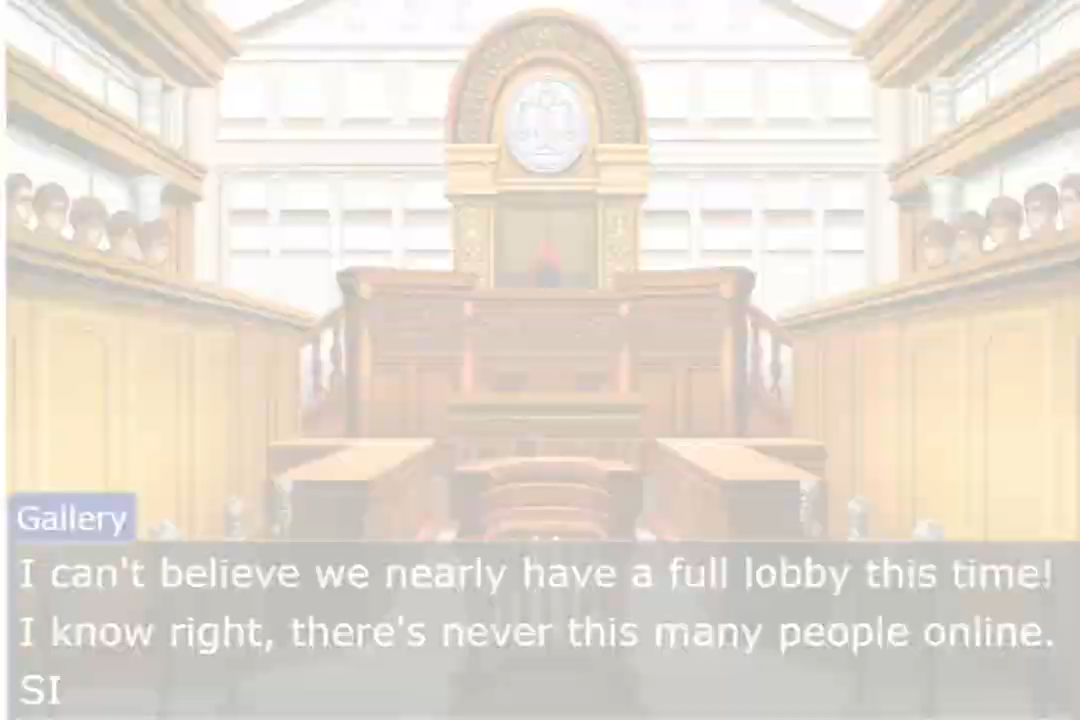 Gallery
I can't believe we nearly have a full lobby this time!
I know right, there's never this many people online.
SI